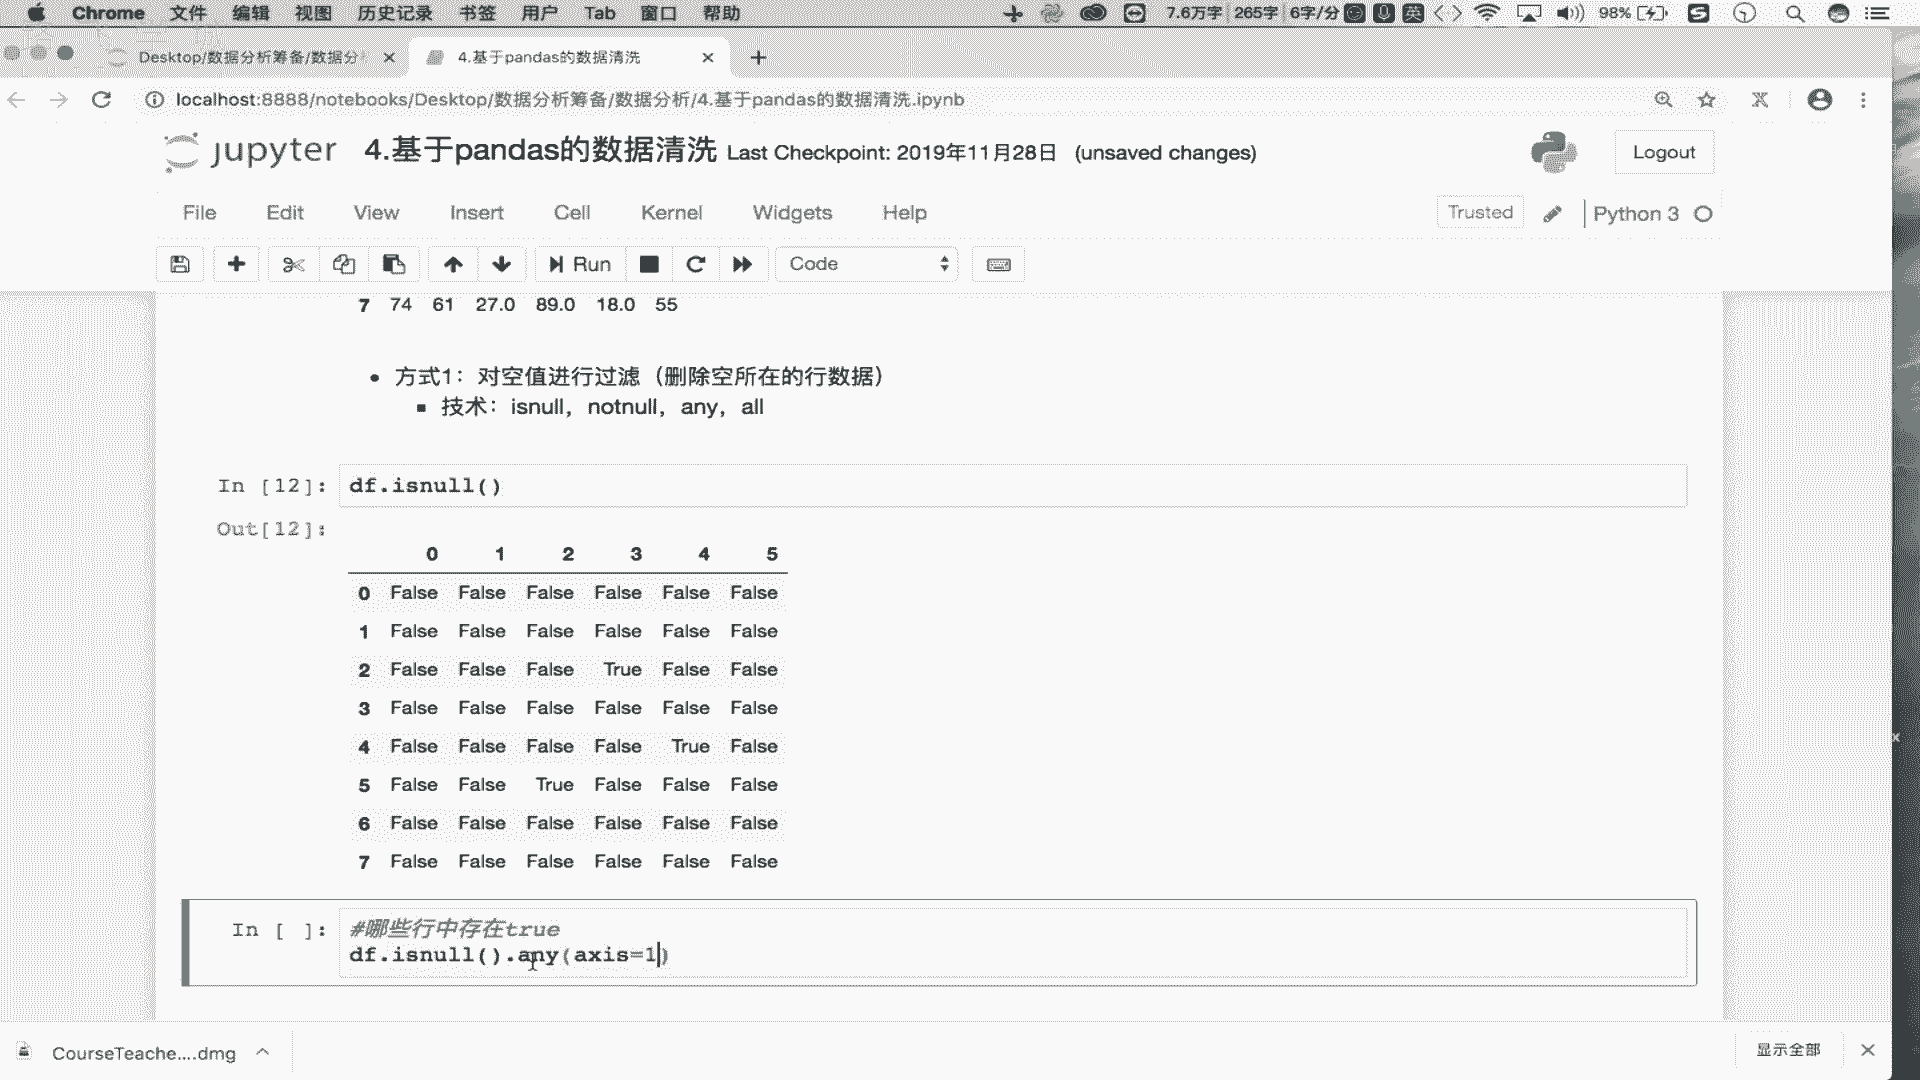 Chrome 文件 编辑 视图 历史记录 书签 用户 Tab 窗口 帮助 7.6万字 265字 6字/分 英 98%
Desktop/数据分析筹备/数据分 4.基于pandas的数据清洗
localhost:8888/notebooks/Desktop/数据分析筹备/数据分析/4.基于pandas的数据清洗.ipynb
jupyter 4.基于pandas的数据清洗 Last Checkpoint: 2019年11月28日 (unsaved changes) Logout
File Edit View Insert Cell Kernel Widgets Help Trusted Python 3
Run Code
7 74 61 27.0 89.0 18.0 55
• 方式1：对空值进行过滤（删除空所在的行数据）
▪ 技术：isnull，notnull，any，all
In [12]: df.isnull()
Out[12]:
0 1 2 3 4 5
0 False False False False False False
1 False False False False False False
2 False False False True False False
3 False False False False False False
4 False False False False True False
5 False False True False False False
6 False False False False False False
7 False False False False False False
In [ ]: #哪些行中存在true
df.isnull().any(axis=1)
CourseTeache....dmg 显示全部